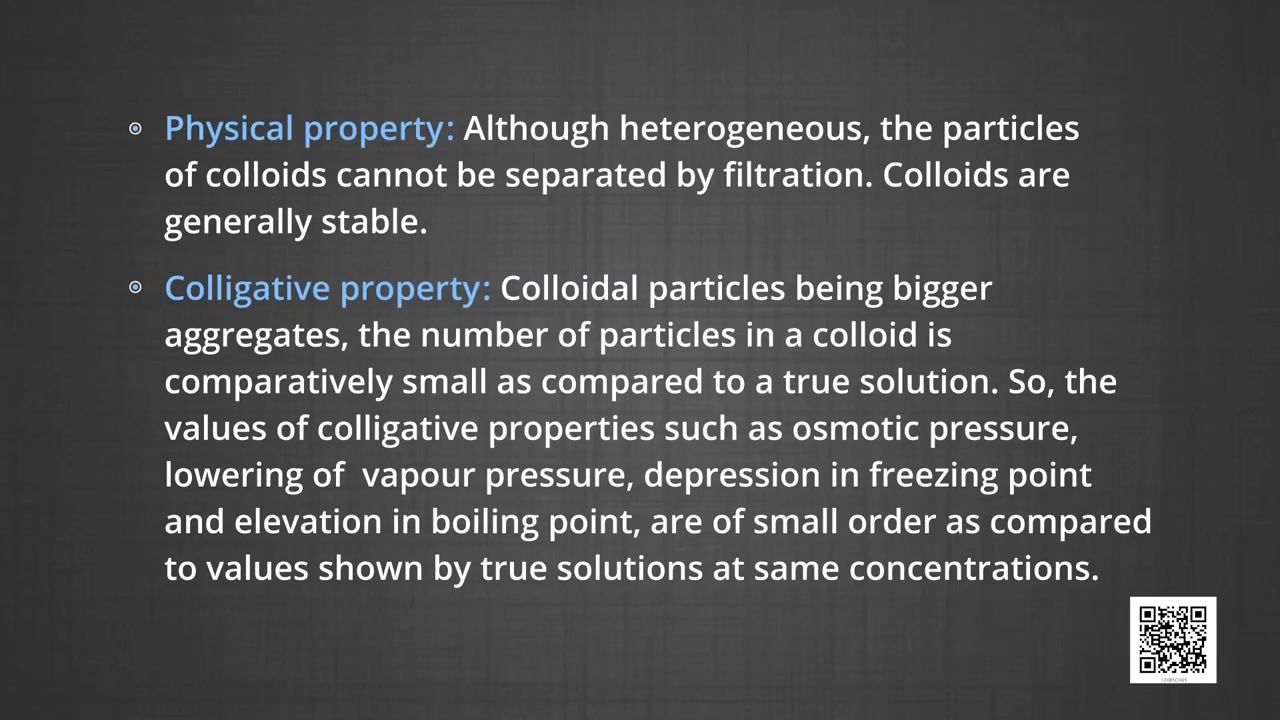 Physical property: Although heterogeneous, the particles
of colloids cannot be separated by filtration. Colloids are
generally stable.
Colligative property: Colloidal particles being bigger
aggregates, the number of particles in a colloid is
comparatively small as compared to a true solution. So, the
values of colligative properties such as osmotic pressure,
lowering of  vapour pressure, depression in freezing point
and elevation in boiling point, are of small order as compared
to values shown by true solutions at same concentrations.